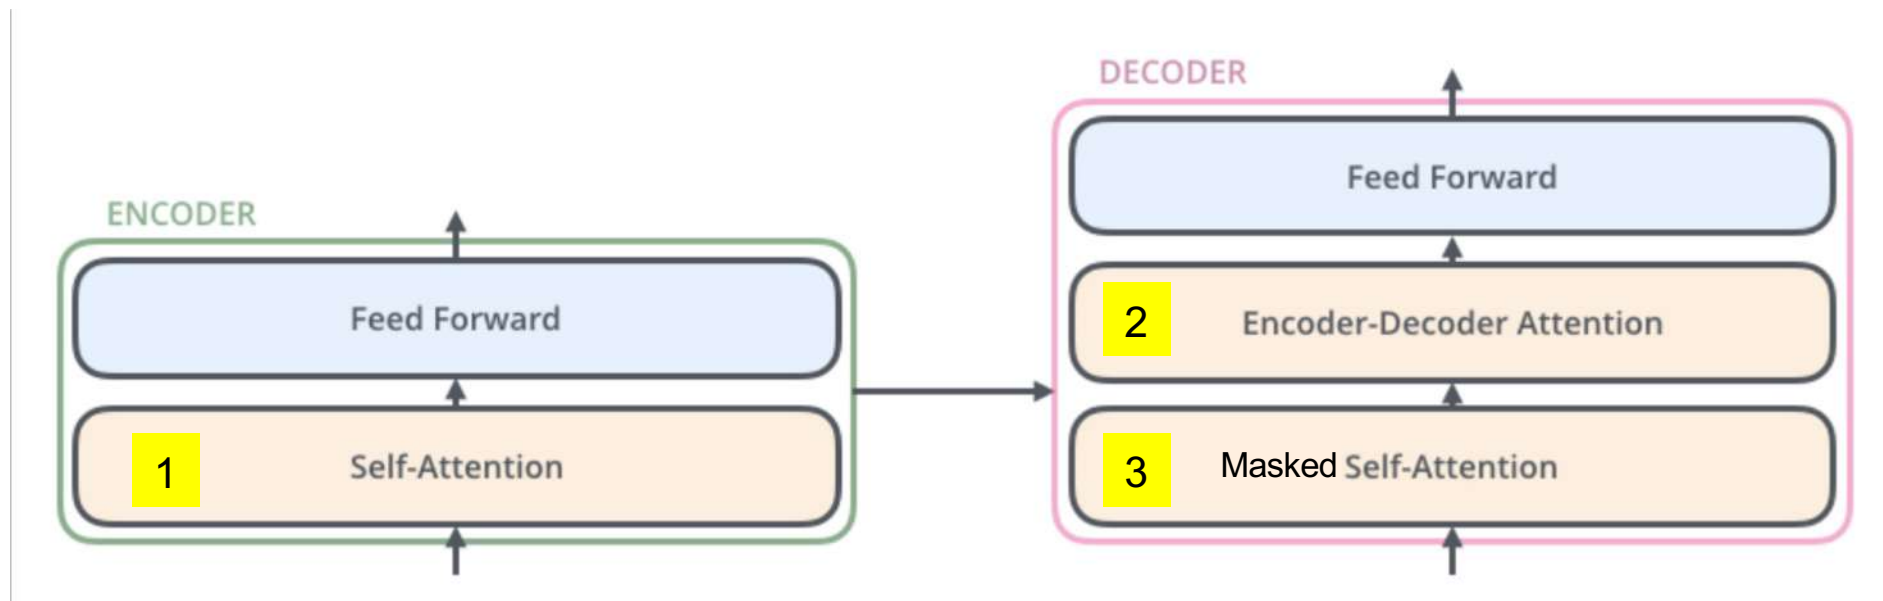 ENCODER
Feed Forward
1 Self-Attention
DECODER
Feed Forward
2 Encoder-Decoder Attention
3 Masked Self-Attention